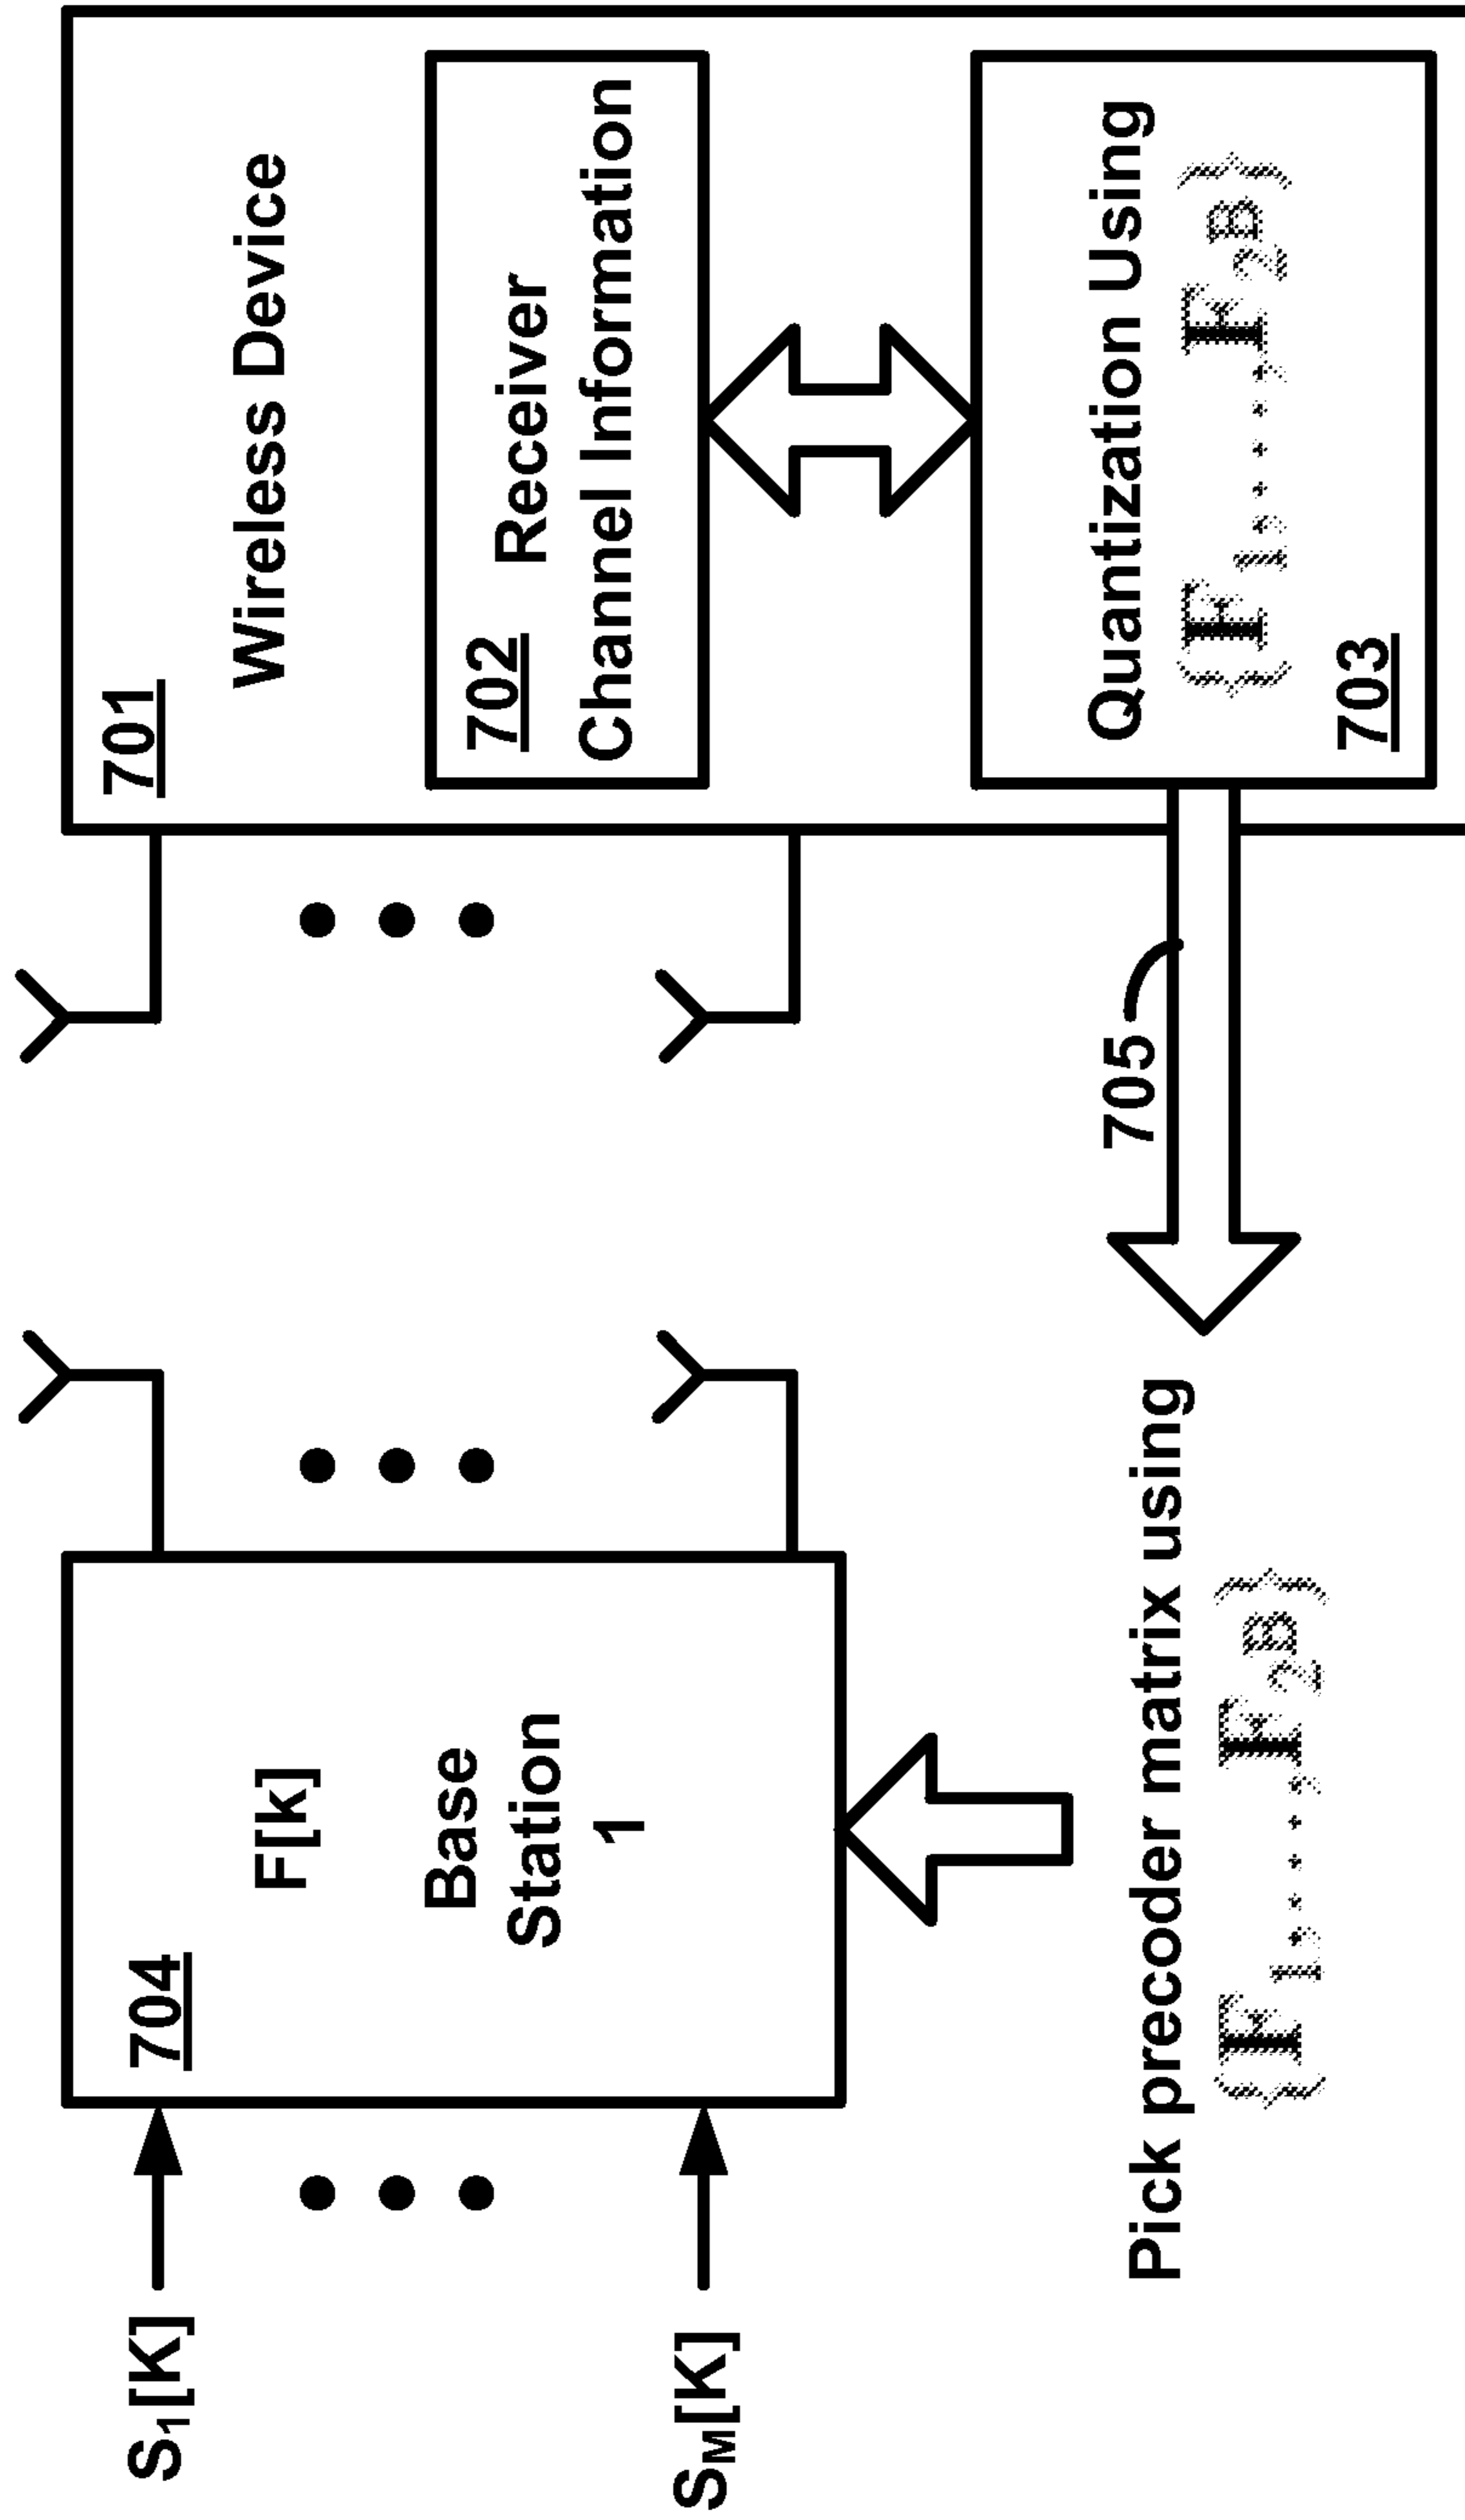 S1[K]
SM[K]
704
F[k]
Base
Station
1
Pick precoder matrix using
{F1, ..., F2B}
705
701
Wireless Device
702
Receiver
Channel Information
Quantization Using
{F1, ..., F2B}
703